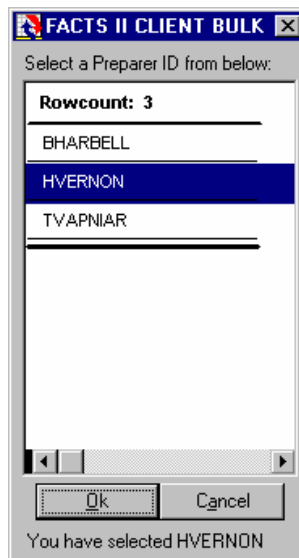 FACTS II CLIENT BULK
Select a Preparer ID from below:
Rowcount: 3
BHARBELL
HVERNON
TVAPNIAR
Ok Cancel
You have selected HVERNON